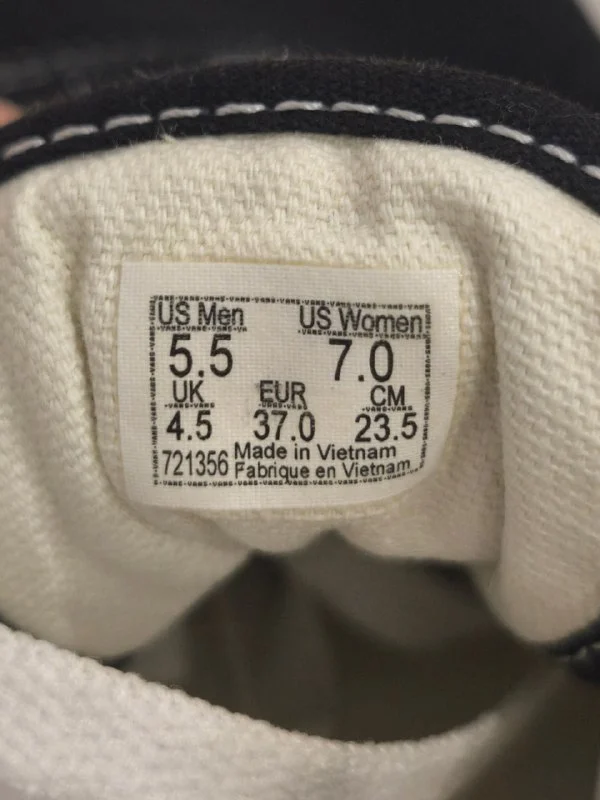 US Men US Women
5.5 7.0
UK EUR CM
4.5 37.0 23.5
721356 Made in Vietnam
Fabrique en Vietnam